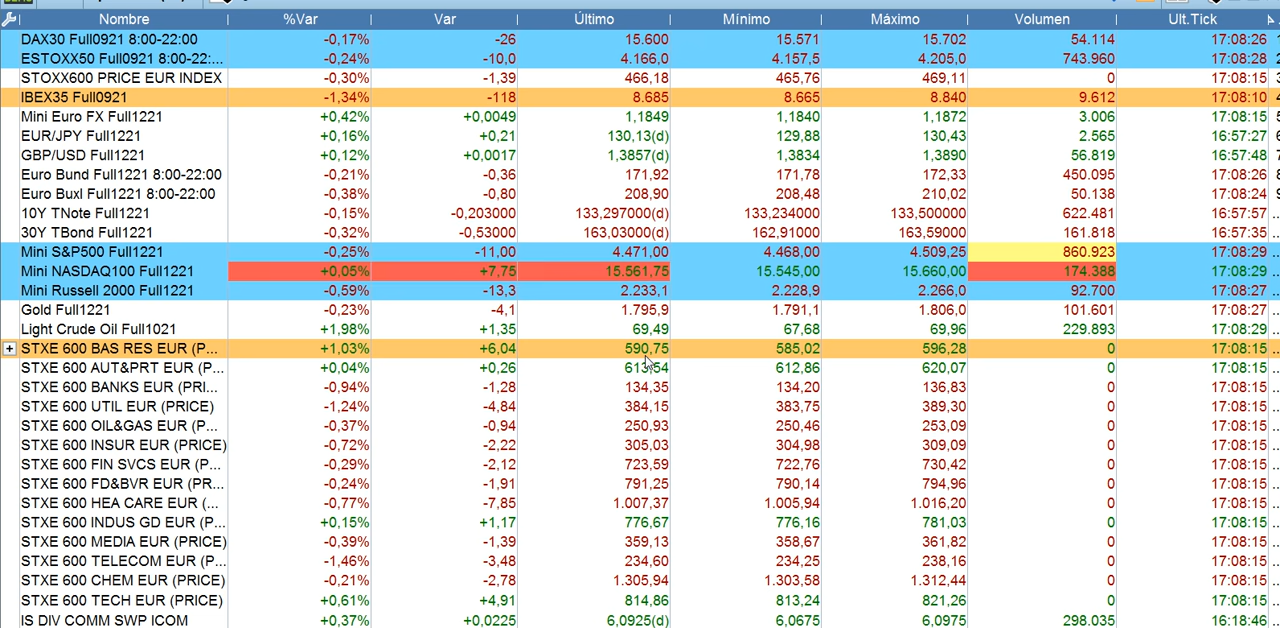 Nombre %Var Var Último Mínimo Máximo Volumen Ult.Tick
DAX30 Full0921 8:00-22:00 -0,17% -26 15.600 15.571 15.702 54.114 17:08:26
ESTOXX50 Full0921 8:00-22:... -0,24% -10,0 4.166,0 4.157,5 4.205,0 743.960 17:08:28
STOXX600 PRICE EUR INDEX -0,30% -1,39 466,18 465,76 469,11 0 17:08:15
IBEX35 Full0921 -1,34% -118 8.685 8.665 8.840 9.612 17:08:10
Mini Euro FX Full1221 +0,42% +0,0049 1,1849 1,1840 1,1872 3.006 17:08:15
EUR/JPY Full1221 +0,16% +0,21 130,13(d) 129,88 130,43 2.565 16:57:27
GBP/USD Full1221 +0,12% +0,0017 1,3857(d) 1,3834 1,3890 56.819 16:57:48
Euro Bund Full1221 8:00-22:00 -0,21% -0,36 171,92 171,78 172,33 450.095 17:08:26
Euro Buxl Full1221 8:00-22:00 -0,38% -0,80 208,90 208,48 210,02 50.138 17:08:24
10Y TNote Full1221 -0,15% -0,203000 133,297000(d) 133,234000 133,500000 622.481 16:57:57
30Y TBond Full1221 -0,32% -0,53000 163,03000(d) 162,91000 163,59000 161.818 16:57:35
Mini S&P500 Full1221 -0,25% -11,00 4.471,00 4.468,00 4.509,25 860.923 17:08:29
Mini NASDAQ100 Full1221 +0,05% +7,75 15.561,75 15.545,00 15.660,00 174.388 17:08:29
Mini Russell 2000 Full1221 -0,59% -13,3 2.233,1 2.228,9 2.266,0 92.700 17:08:27
Gold Full1221 -0,23% -4,1 1.795,9 1.791,1 1.806,0 101.601 17:08:27
Light Crude Oil Full1021 +1,98% +1,35 69,49 67,68 69,96 229.893 17:08:29
STXE 600 BAS RES EUR (P... +1,03% +6,04 590,75 585,02 596,28 0 17:08:15
STXE 600 AUT&PRT EUR (P... +0,04% +0,26 613,54 612,86 620,07 0 17:08:15
STXE 600 BANKS EUR (PRI... -0,94% -1,28 134,35 134,20 136,83 0 17:08:15
STXE 600 UTIL EUR (PRICE) -1,24% -4,84 384,15 383,75 389,30 0 17:08:15
STXE 600 OIL&GAS EUR (P... -0,37% -0,94 250,93 250,46 253,09 0 17:08:15
STXE 600 INSUR EUR (PRICE) -0,72% -2,22 305,03 304,98 309,09 0 17:08:15
STXE 600 FIN SVCS EUR (P... -0,29% -2,12 723,59 722,76 730,42 0 17:08:15
STXE 600 FD&BVR EUR (PR... -0,24% -1,91 791,25 790,14 794,96 0 17:08:15
STXE 600 HEA CARE EUR (... -0,77% -7,85 1.007,37 1.005,94 1.016,20 0 17:08:15
STXE 600 INDUS GD EUR (P... +0,15% +1,17 776,67 776,16 781,03 0 17:08:15
STXE 600 MEDIA EUR (PRICE) -0,39% -1,39 359,13 358,67 361,82 0 17:08:15
STXE 600 TELECOM EUR (P... -1,46% -3,48 234,60 234,25 238,16 0 17:08:15
STXE 600 CHEM EUR (PRICE) -0,21% -2,78 1.305,94 1.303,58 1.312,44 0 17:08:15
STXE 600 TECH EUR (PRICE) +0,61% +4,91 814,86 813,24 821,26 0 17:08:15
IS DIV COMM SWP ICOM +0,37% +0,0225 6,0925(d) 6,0675 6,0975 298.035 16:18:46